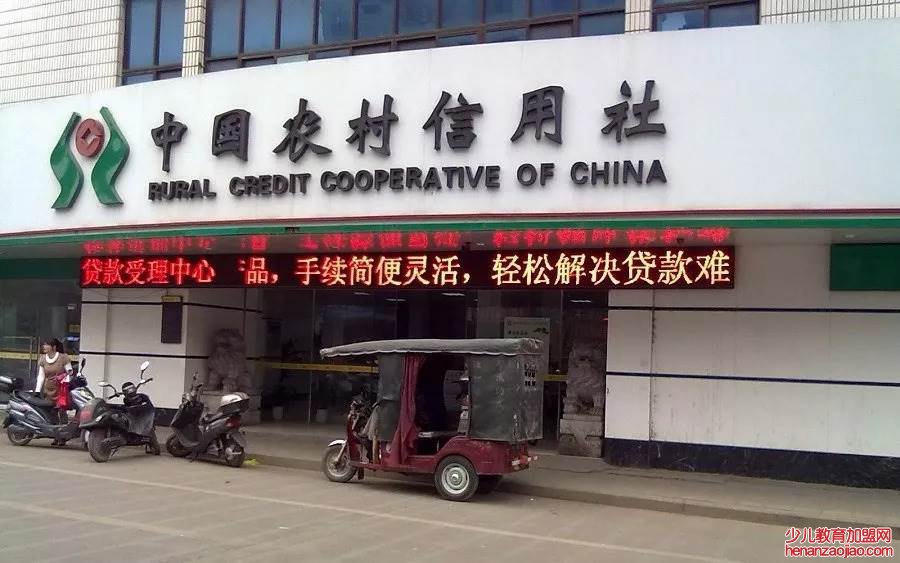 中国农村信用社
RURAL CREDIT COOPERATIVE OF CHINA
贷款受理中心 品，手续简便灵活，轻松解决贷款难
少儿教育加盟网
henanzaojiao.com